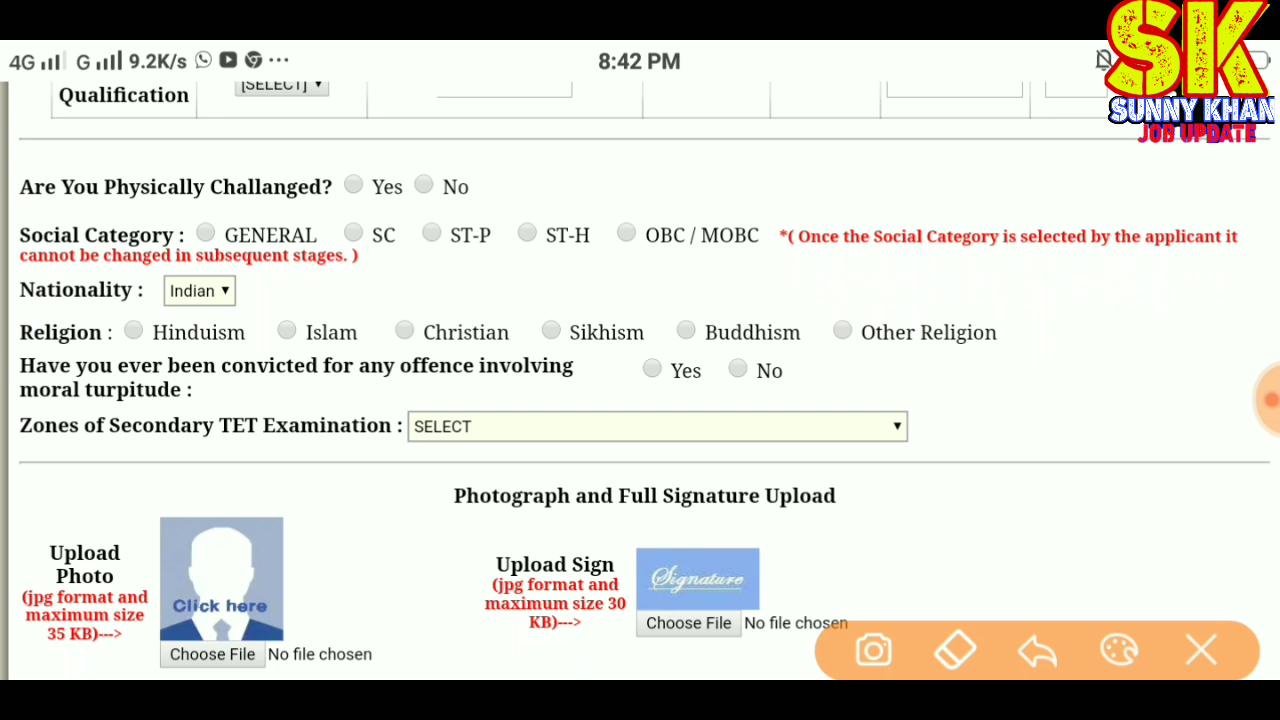 SK
SUNNY KHAN
JOB UPDATE
4G G 9.2K/s ··· 8:42 PM
Qualification [SELECT]
Are You Physically Challanged? Yes No
Social Category : GENERAL SC ST-P ST-H OBC / MOBC *( Once the Social Category is selected by the applicant it
cannot be changed in subsequent stages. )
Nationality : Indian
Religion : Hinduism Islam Christian Sikhism Buddhism Other Religion
Have you ever been convicted for any offence involving
moral turpitude : Yes No
Zones of Secondary TET Examination : SELECT
Photograph and Full Signature Upload
Upload
Photo
(jpg format and
maximum size
35 KB)--->
Click here
Choose File No file chosen
Upload Sign
(jpg format and
maximum size 30
KB)--->
Signature
Choose File No file chosen